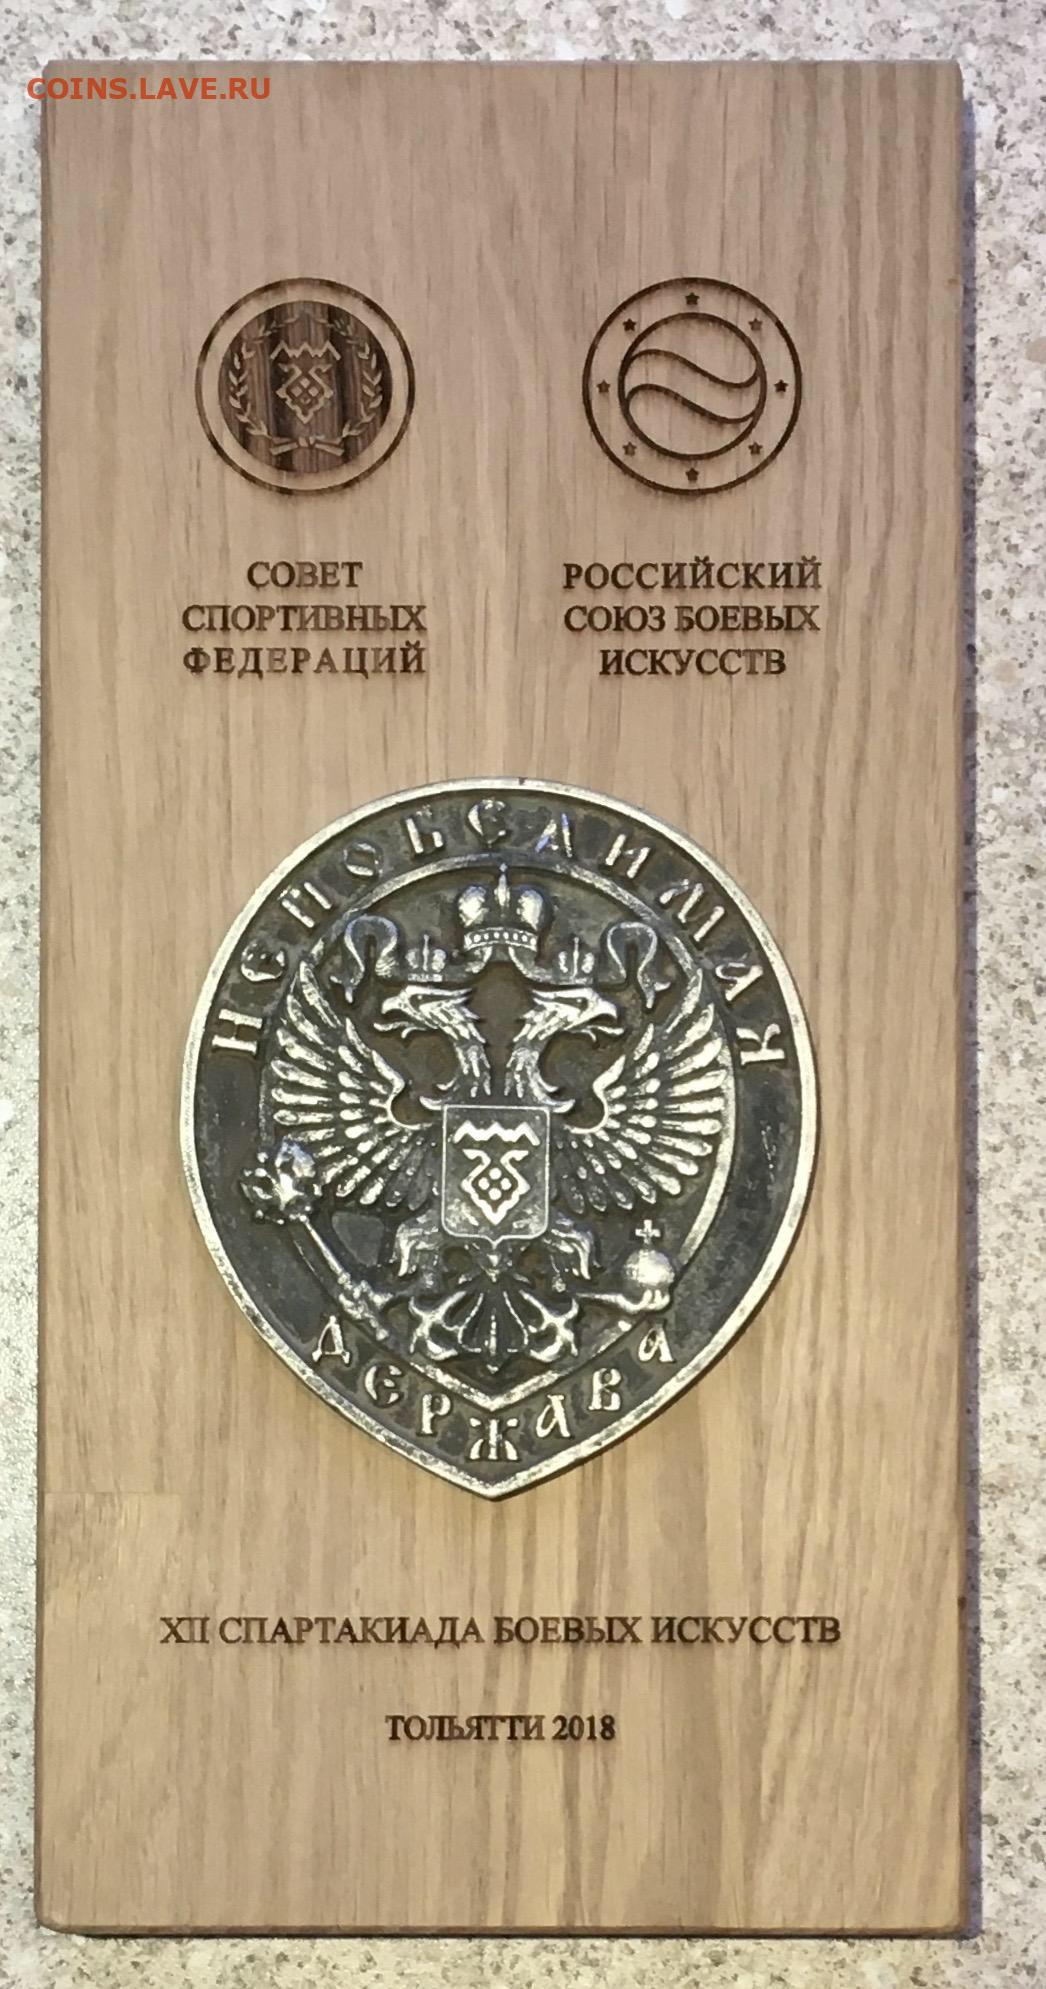 COINS.LAVE.RU
СОВЕТ
СПОРТИВНЫХ
ФЕДЕРАЦИЙ
РОССИЙСКИЙ
СОЮЗ БОЕВЫХ
ИСКУССТВ
НЕПОБЕДИМАЯ
ДЕРЖАВА
XII СПАРТАКИАДА БОЕВЫХ ИСКУССТВ
ТОЛЬЯТТИ 2018